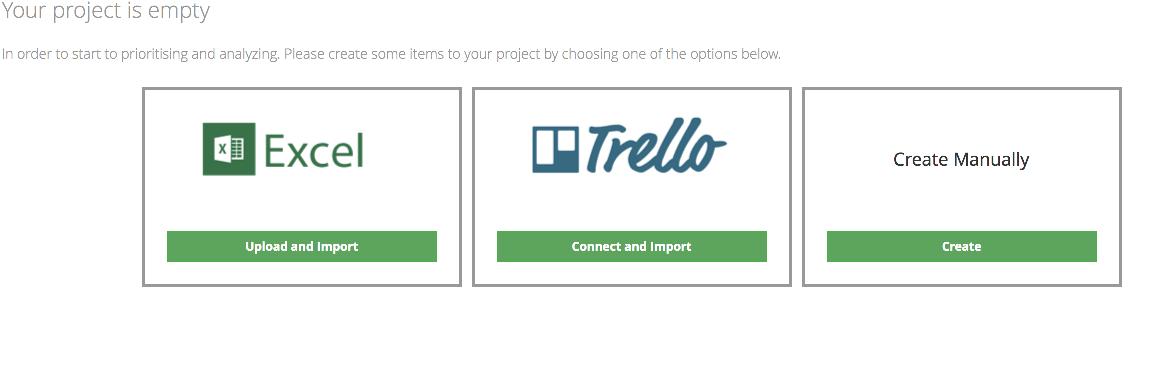 Your project is empty
In order to start to prioritising and analyzing. Please create some items to your project by choosing one of the options below.
X Excel
Trello
Create Manually
Upload and Import
Connect and Import
Create